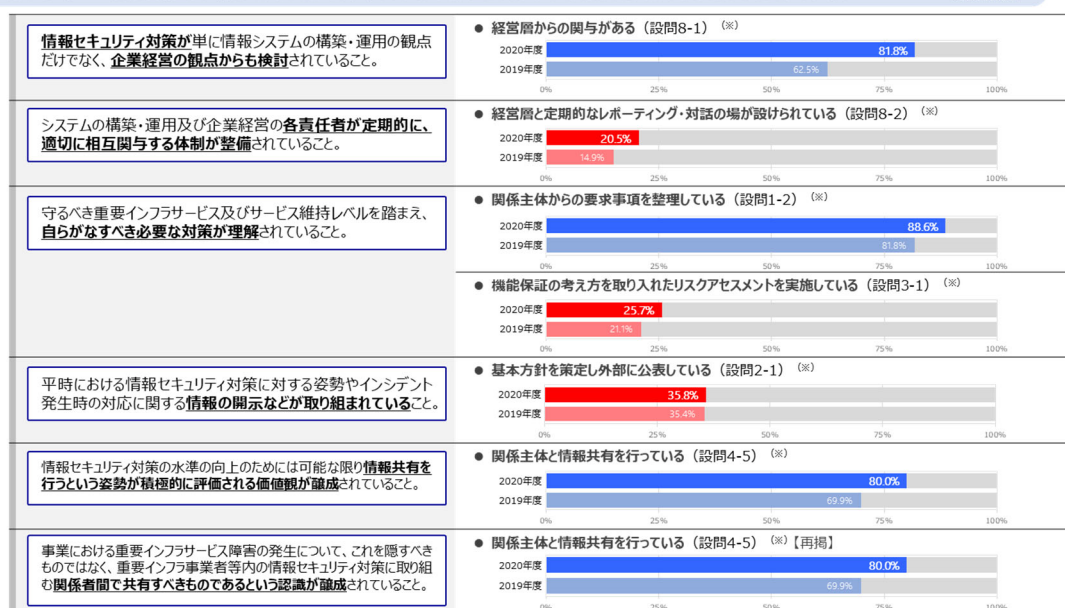 情報セキュリティ対策が単に情報システムの構築・運用の観点
だけでなく、企業経営の観点からも検討されていること。
● 経営層からの関与がある（設問8-1）（※）
2020年度 81.8%
2019年度 62.5%
0% 25% 50% 75% 100%
システムの構築・運用及び企業経営の各責任者が定期的に、
適切に相互関与する体制が整備されていること。
● 経営層と定期的なレポーティング・対話の場が設けられている（設問8-2）（※）
2020年度 20.5%
2019年度 14.9%
0% 25% 50% 75% 100%
守るべき重要インフラサービス及びサービス維持レベルを踏まえ、
自らがなすべき必要な対策が理解されていること。
● 関係主体からの要求事項を整理している（設問1-2）（※）
2020年度 88.6%
2019年度 81.8%
0% 25% 50% 75% 100%
● 機能保証の考え方を取り入れたリスクアセスメントを実施している（設問3-1）（※）
2020年度 25.7%
2019年度 21.1%
0% 25% 50% 75% 100%
平時における情報セキュリティ対策に対する姿勢やインシデント
発生時の対応に関する情報の開示などが取り組まれていること。
● 基本方針を策定し外部に公表している（設問2-1）（※）
2020年度 35.8%
2019年度 35.4%
0% 25% 50% 75% 100%
情報セキュリティ対策の水準の向上のためには可能な限り情報共有を
行うという姿勢が積極的に評価される価値観が醸成されていること。
● 関係主体と情報共有を行っている（設問4-5）（※）
2020年度 80.0%
2019年度 69.9%
0% 25% 50% 75% 100%
事業における重要インフラサービス障害の発生について、これを隠すべき
ものではなく、重要インフラ事業者等内の情報セキュリティ対策に取り組
む関係者間で共有すべきものであるという認識が醸成されていること。
● 関係主体と情報共有を行っている（設問4-5）（※）【再掲】
2020年度 80.0%
2019年度 69.9%
0% 25% 50% 75% 100%